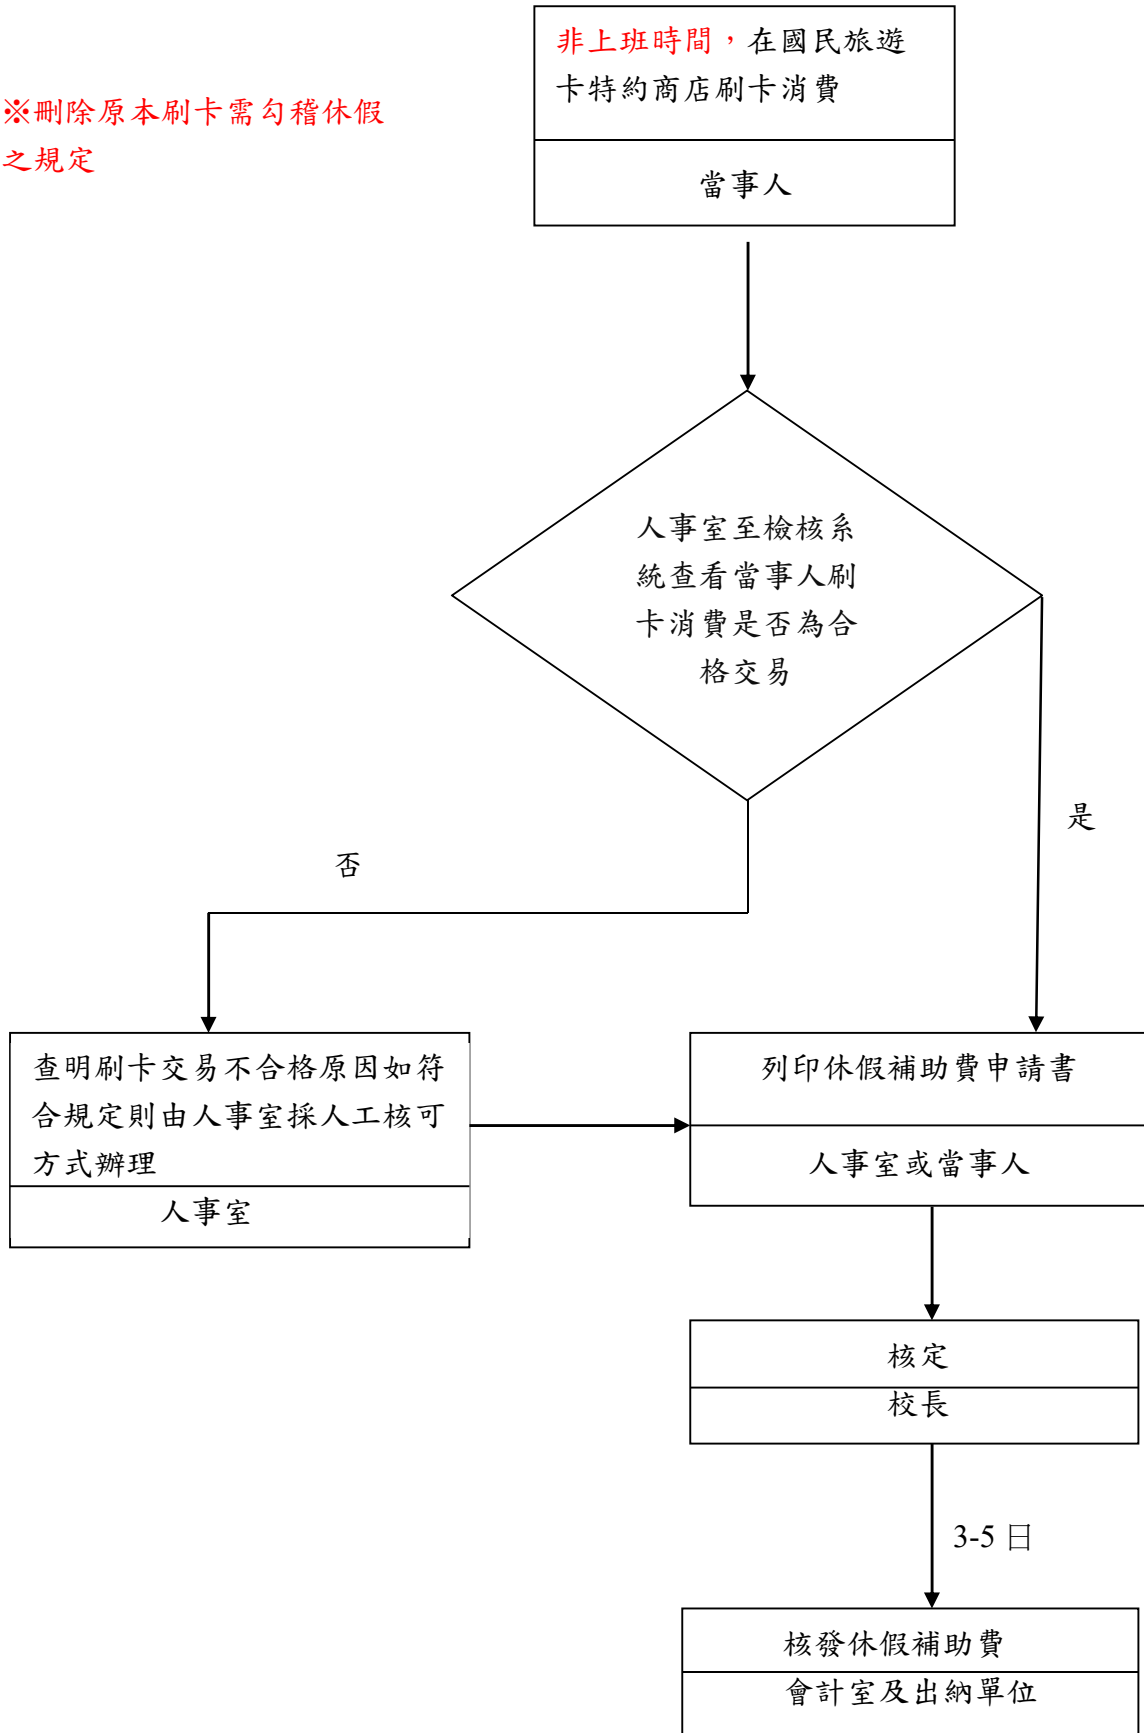 非上班時間，在國民旅遊
卡特約商店刷卡消費
※刪除原本刷卡需勾稽休假
之規定
當事人
人事室至檢核系
統查看當事人刷
卡消費是否為合
格交易
是
否
查明刷卡交易不合格原因如符
合規定則由人事室採人工核可
方式辦理
人事室
列印休假補助費申請書
人事室或當事人
核定
校長
3-5 日
核發休假補助費
會計室及出納單位